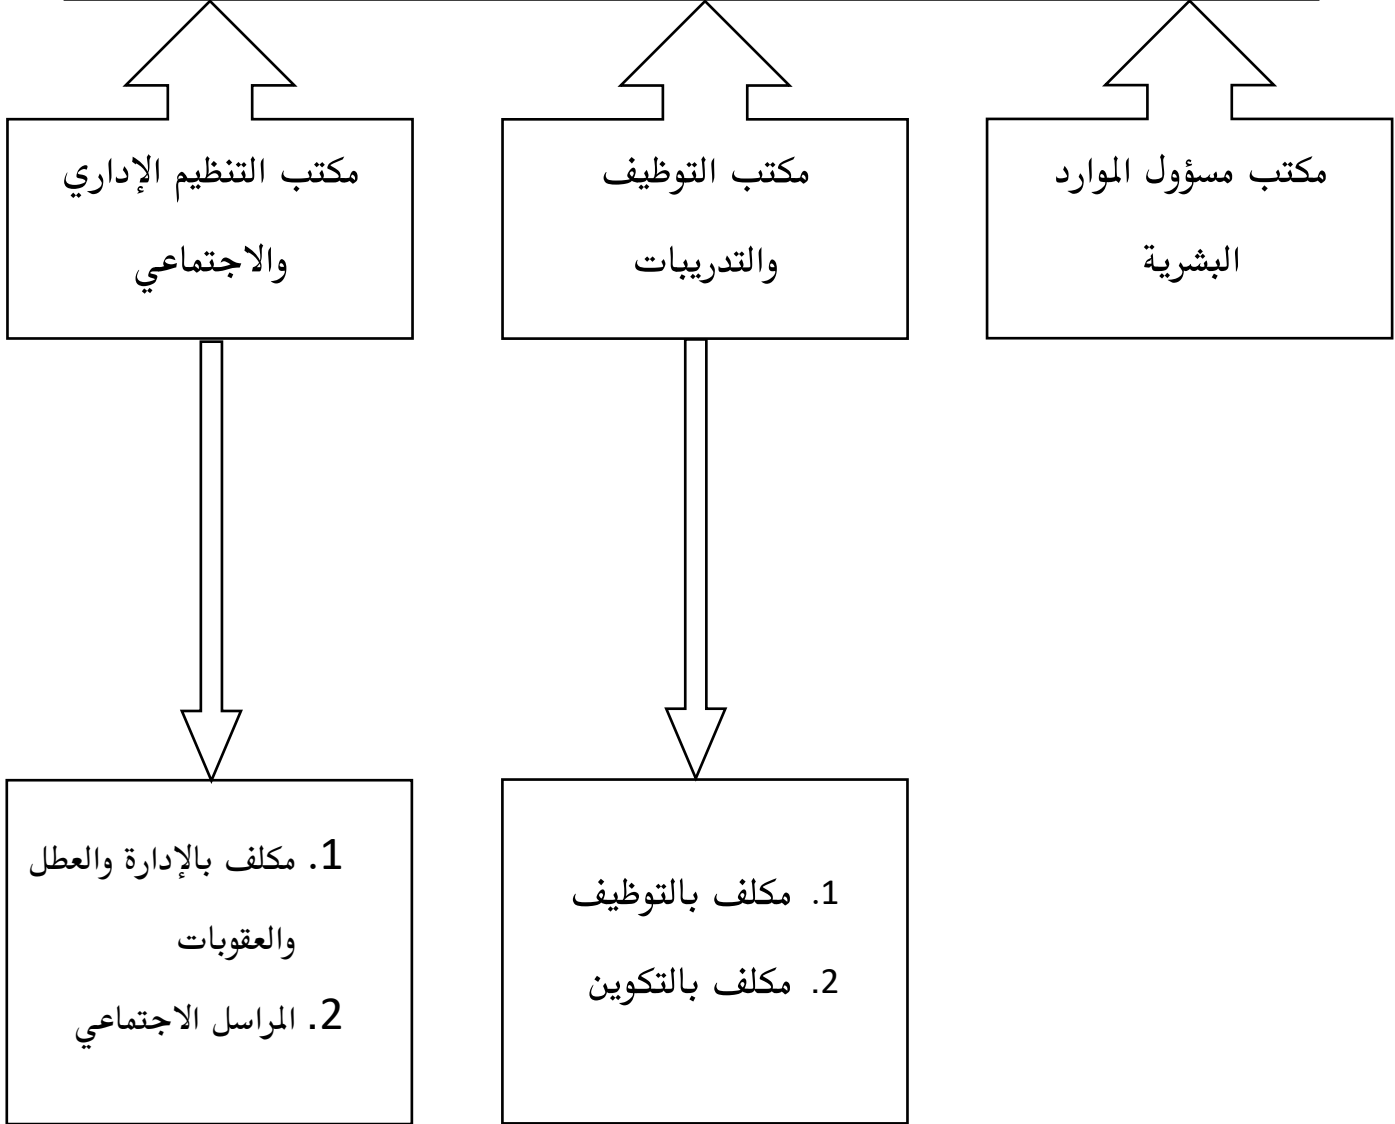 مكتب مسؤول الموارد
البشرية
مكتب التوظيف
والتدريبات
مكتب التنظيم الإداري
والاجتماعي
1. مكلف بالتوظيف
2. مكلف بالتكوين
1. مكلف بالإدارة والعطل
والعقوبات
2. المراسل الاجتماعي